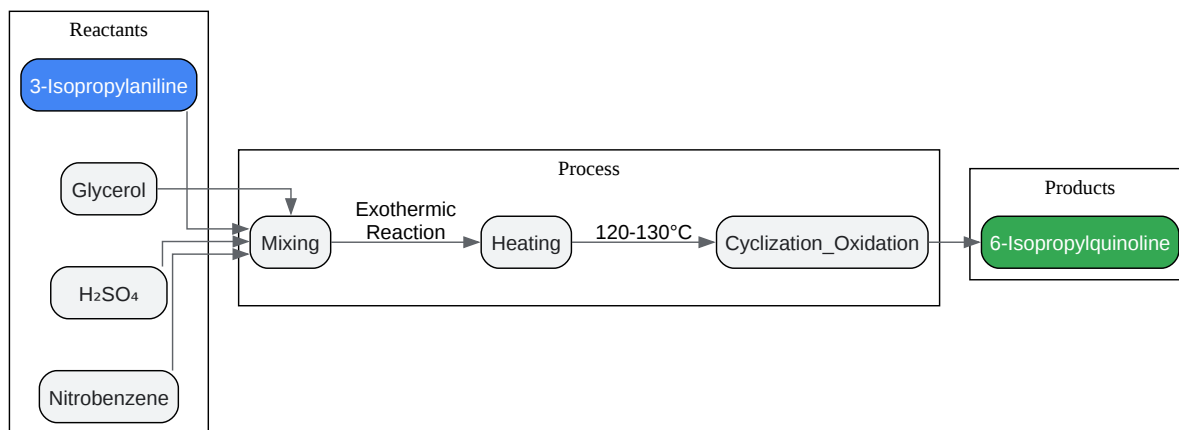 Reactants
3-Isopropylaniline
Glycerol
H₂SO₄
Nitrobenzene
Process
Mixing
Exothermic
Reaction
Heating
120-130°C
Cyclization_Oxidation
Products
6-Isopropylquinoline